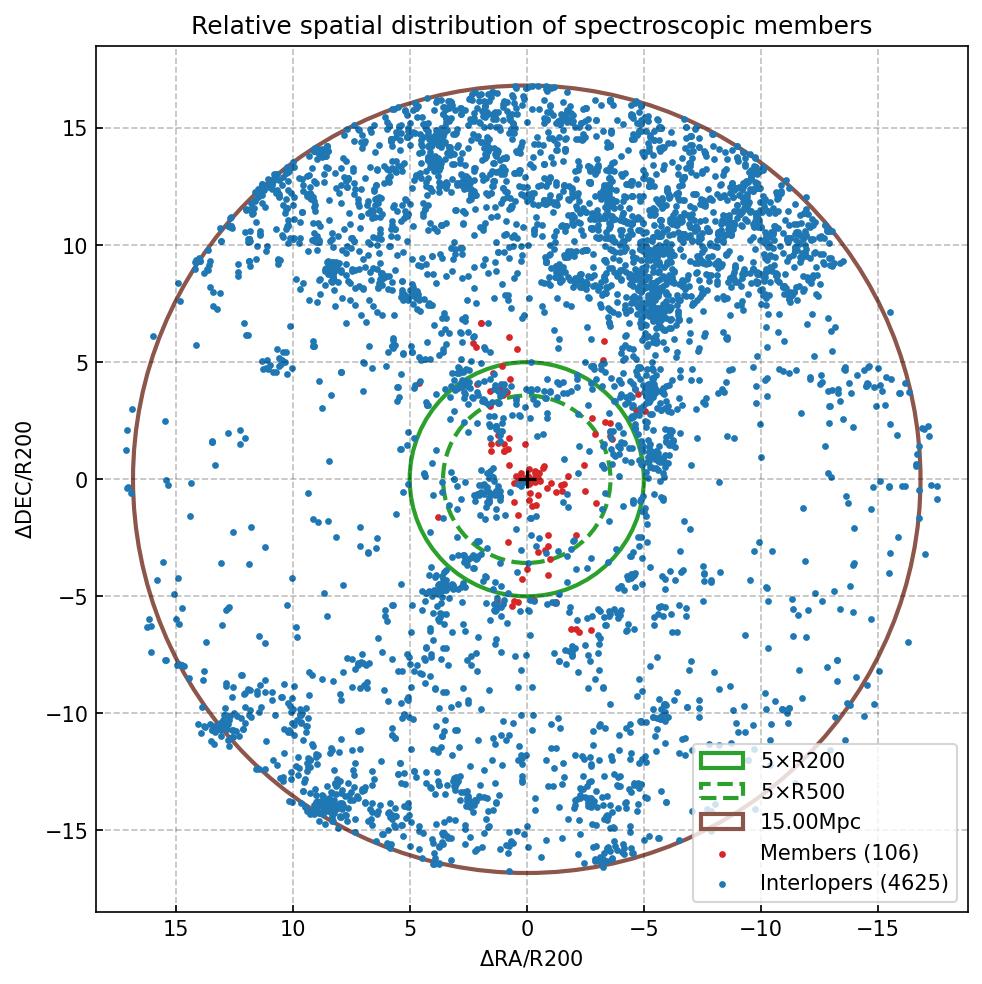 Relative spatial distribution of spectroscopic members
15
10
5
0
−5
−10
−15
ΔDEC/R200
15
10
5
0
−5
−10
−15
ΔRA/R200
5×R200
5×R500
15.00Mpc
Members (106)
Interlopers (4625)